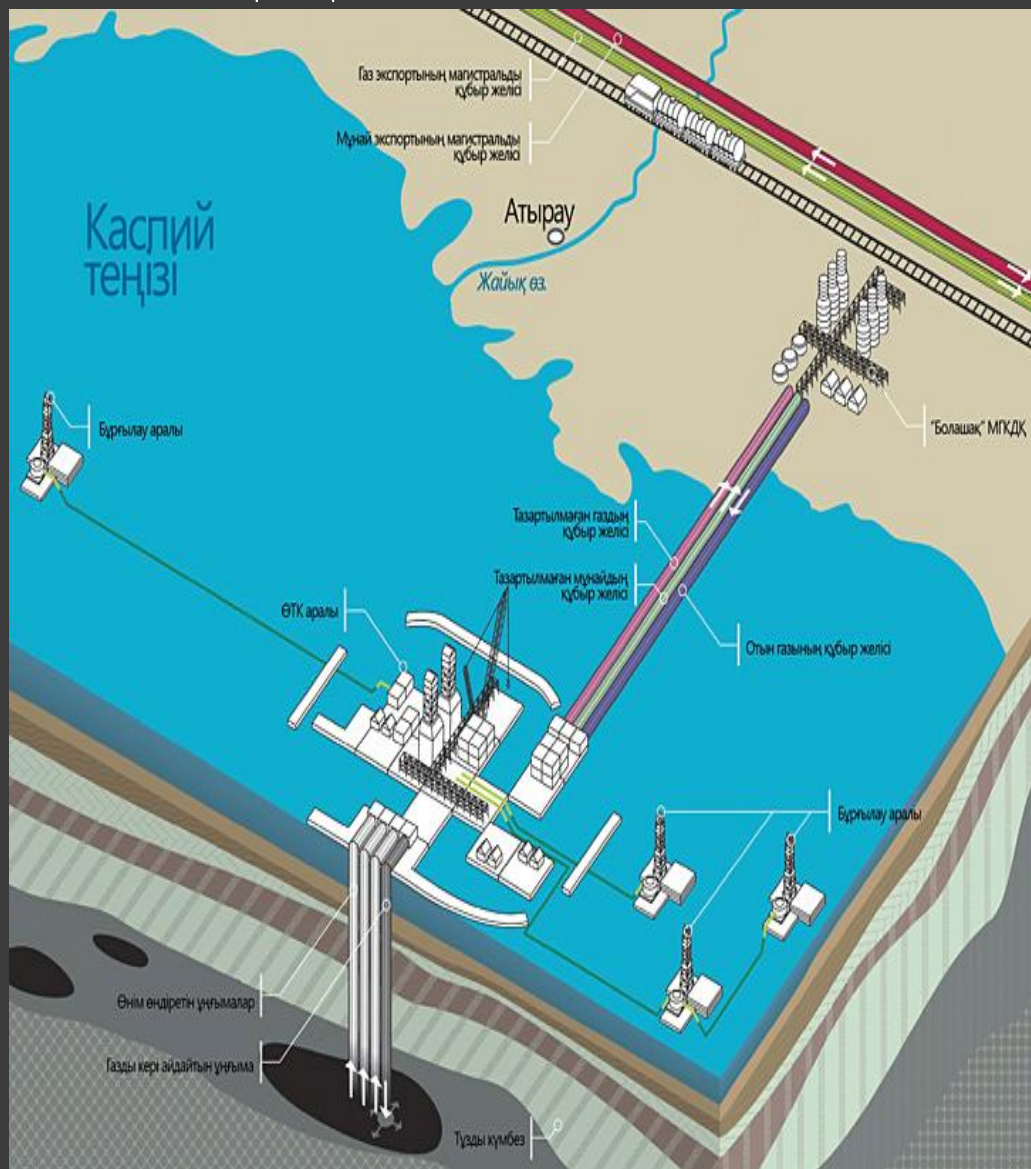 Газ экспортының магистральды
құбыр желісі
Мұнай экспортының магистральды
құбыр желісі
Каспий
теңізі
Атырау
Жайық өз.
Бұрғылау аралы
"Болашақ" МГКДҚ
Тазартылмаған газдың
құбыр желісі
Тазартылмаған мұнайдың
құбыр желісі
ӨТК аралы
Отын газының құбыр желісі
Бұрғылау аралы
Өнім өндіретін ұңғымалар
Газды кері айдайтын ұңғыма
Тұзды күмбез